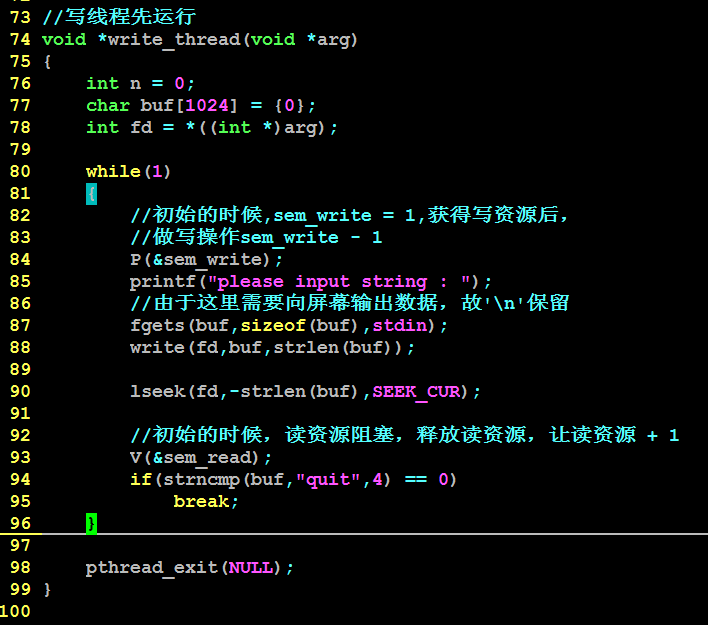 73 //写线程先运行
74 void *write_thread(void *arg)
75 {
76     int n = 0;
77     char buf[1024] = {0};
78     int fd = *((int *)arg);
79
80     while(1)
81     {
82         //初始的时候,sem_write = 1,获得写资源后,
83         //做写操作sem_write - 1
84         P(&sem_write);
85         printf("please input string : ");
86         //由于这里需要向屏幕输出数据，故'\n'保留
87         fgets(buf,sizeof(buf),stdin);
88         write(fd,buf,strlen(buf));
89
90         lseek(fd,-strlen(buf),SEEK_CUR);
91
92         //初始的时候，读资源阻塞，释放读资源，让读资源 + 1
93         V(&sem_read);
94         if(strncmp(buf,"quit",4) == 0)
95             break;
96     }
97
98     pthread_exit(NULL);
99 }
100